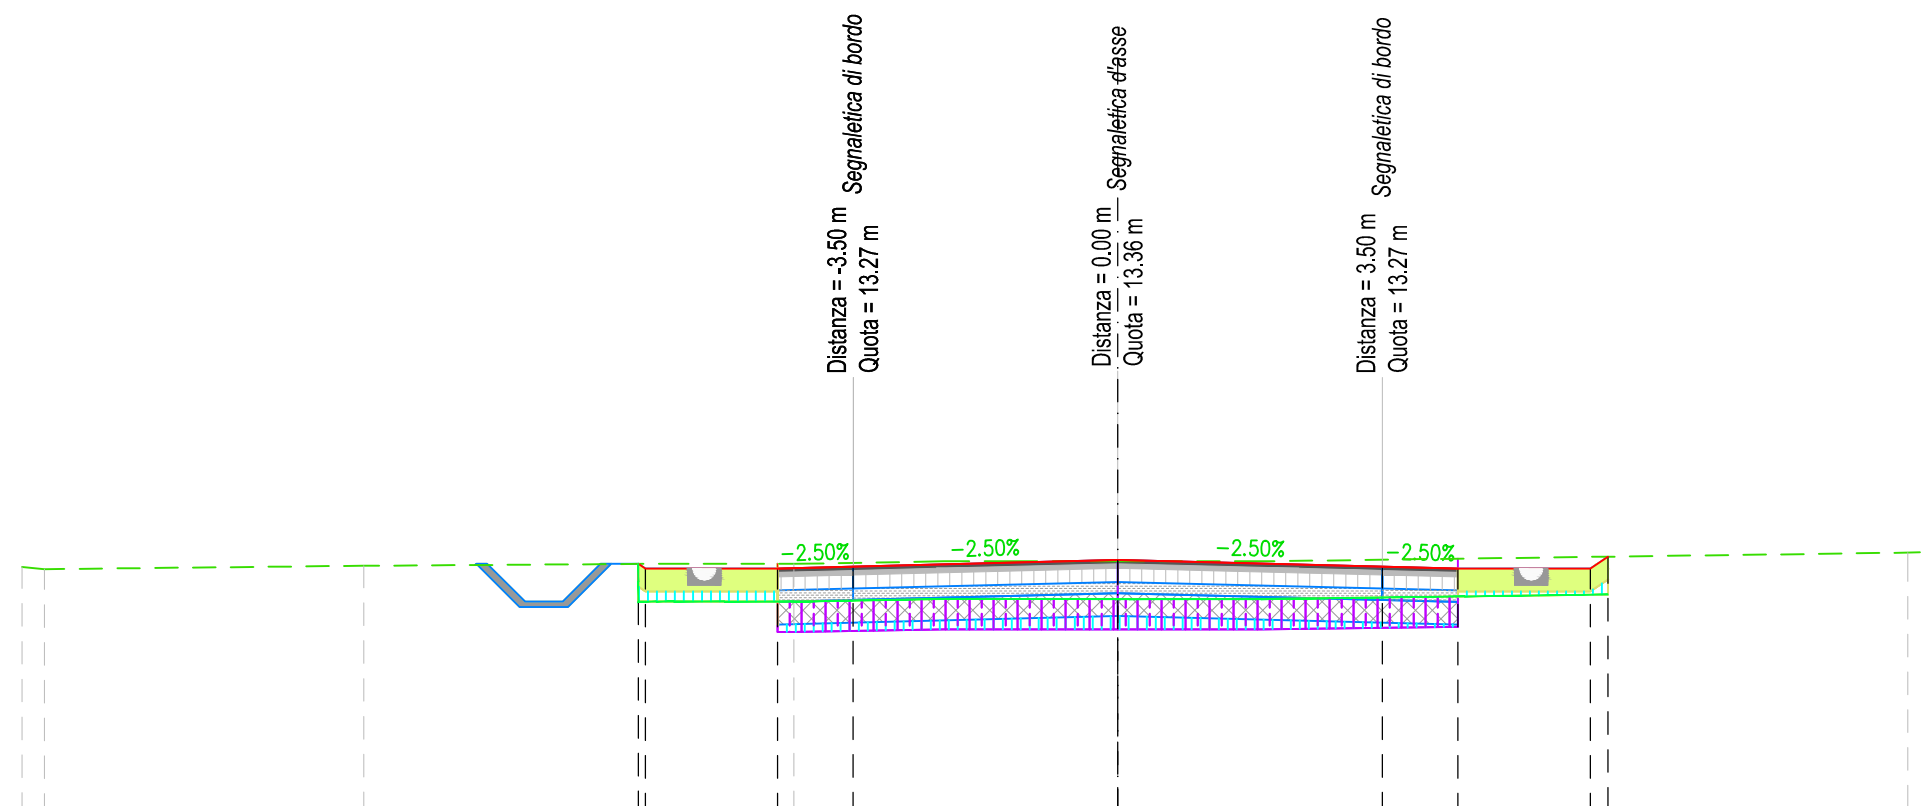 Segnaletica di bordo
Distanza = -3.50 m
Quota = 13.27 m
Segnaletica d'asse
Distanza = 0.00 m
Quota = 13.36 m
Segnaletica di bordo
Distanza = 3.50 m
Quota = 13.27 m
-2.50%
-2.50%
-2.50%
-2.50%